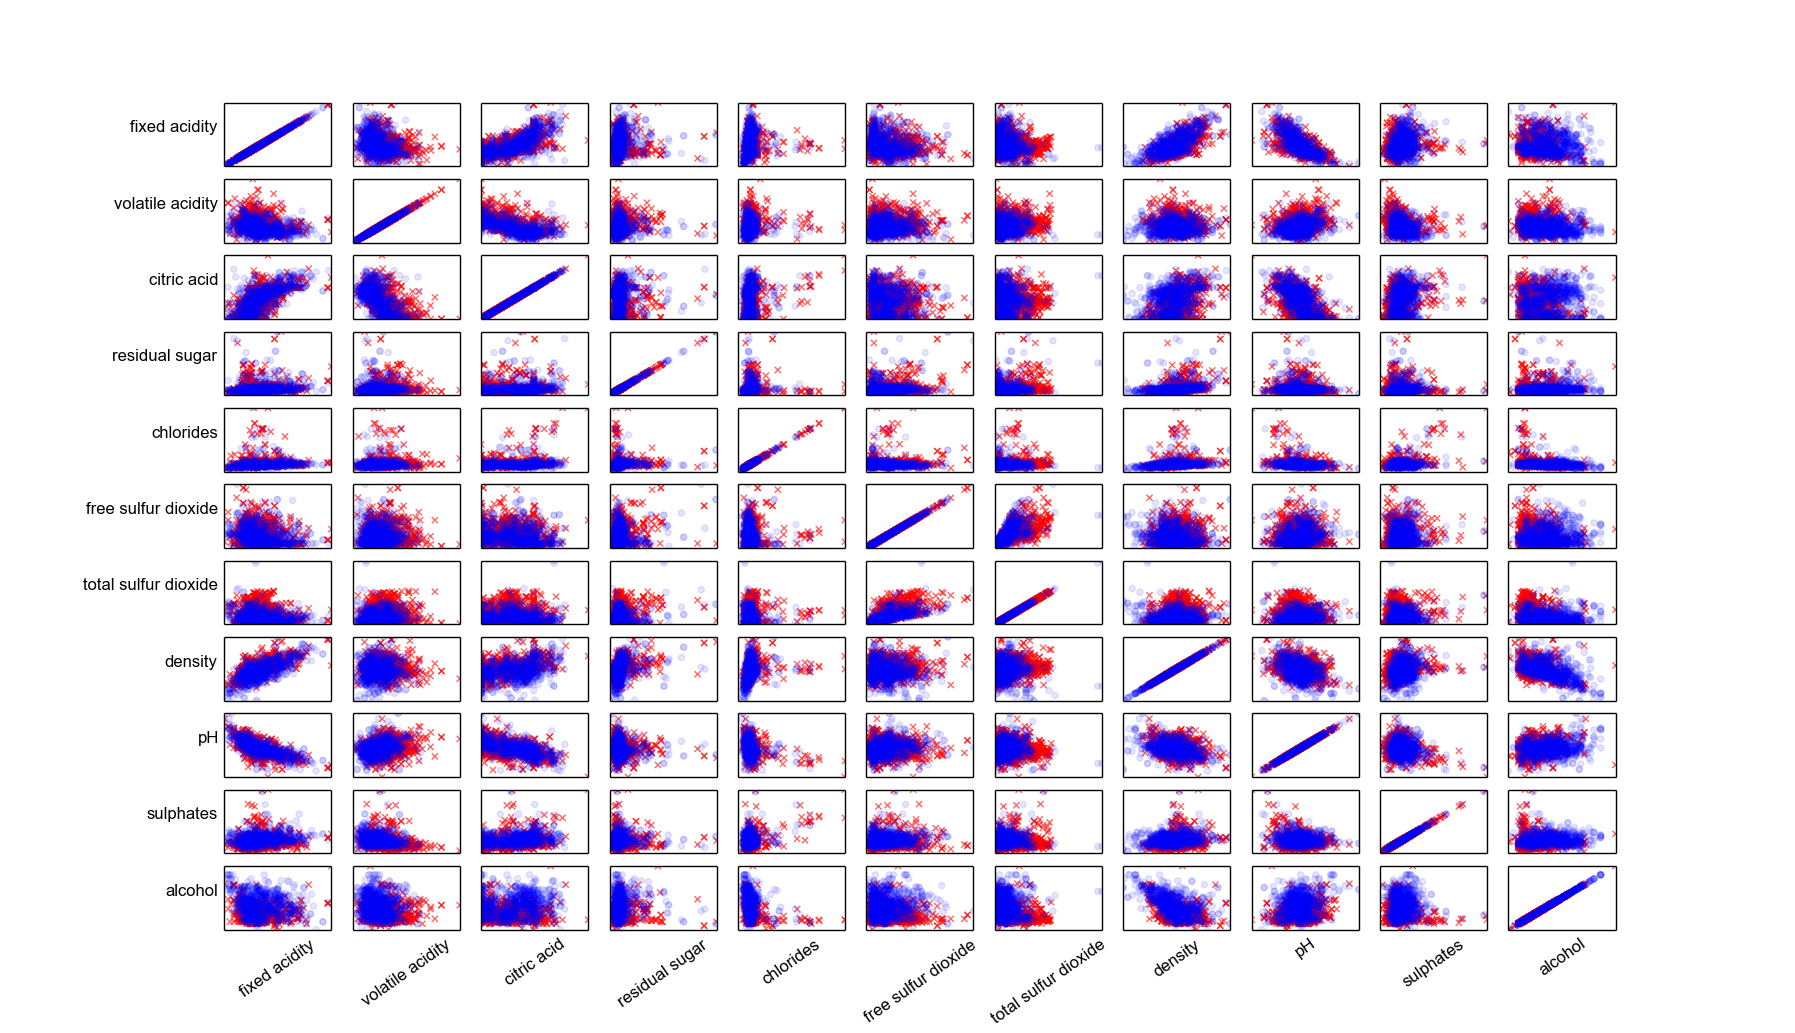 fixed acidity
volatile acidity
citric acid
residual sugar
chlorides
free sulfur dioxide
total sulfur dioxide
density
pH
sulphates
alcohol
fixed acidity
volatile acidity
citric acid
residual sugar
chlorides
free sulfur dioxide
total sulfur dioxide
density
pH
sulphates
alcohol